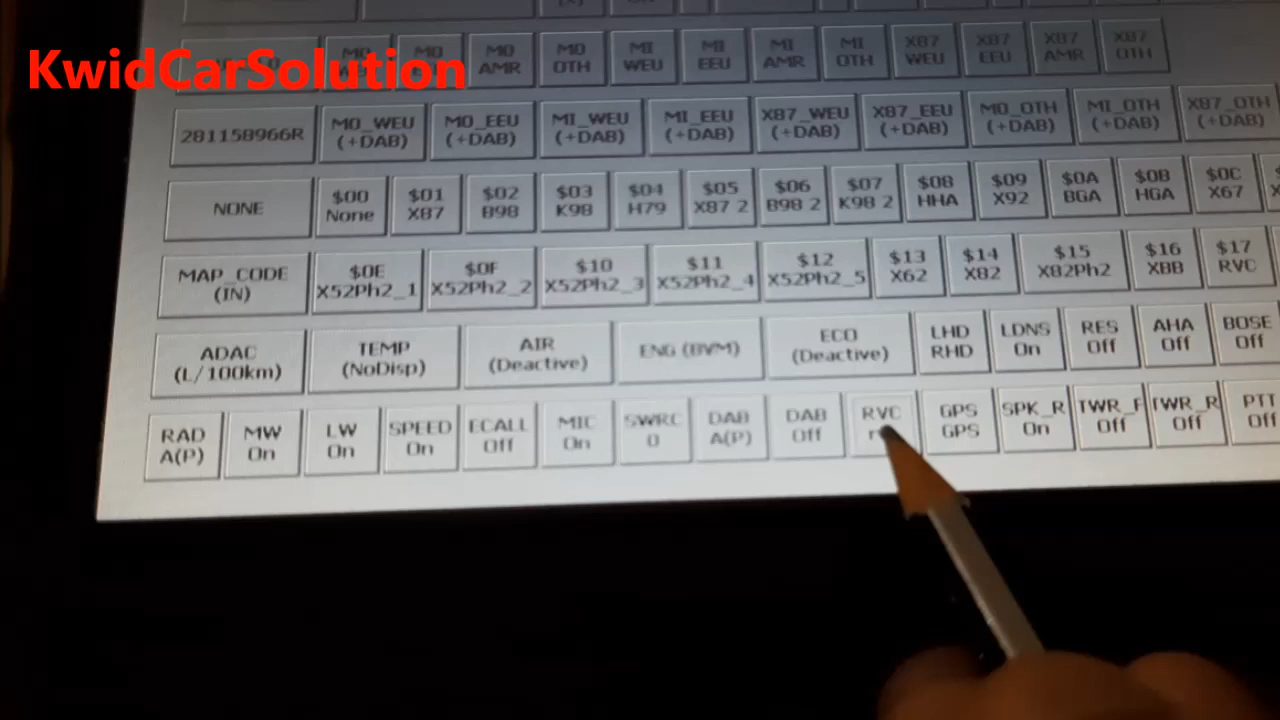 KwidCarSolution
AMR
M0
OTH
MI
WEU
MI
EEU
MI
AMR
MI
OTH
X87
WEU
X87
EEU
X87
AMR
X87
OTH
281158966R
M0_WEU
(+DAB)
M0_EEU
(+DAB)
MI_WEU
(+DAB)
MI_EEU
(+DAB)
X87_WEU
(+DAB)
X87_EEU
(+DAB)
M0_OTH
(+DAB)
MI_OTH
(+DAB)
X87_OTH
(+DAB)
NONE
$00
None
$01
X87
$02
B98
$03
K98
$04
H79
$05
X87 2
$06
B98 2
$07
K98 2
$08
HHA
$09
X92
$0A
BGA
$0B
HGA
$0C
X67
MAP_CODE
(IN)
$0E
X52Ph2_1
$0F
X52Ph2_2
$10
X52Ph2_3
$11
X52Ph2_4
$12
X52Ph2_5
$13
X62
$14
X82
$15
X82Ph2
$16
XBB
$17
RVC
ADAC
(L/100km)
TEMP
(NoDisp)
AIR
(Deactive)
ENG (BVM)
ECO
(Deactive)
LHD
RHD
LDNS
On
RES
Off
AHA
Off
BOSE
Off
RAD
A(P)
MW
On
LW
On
SPEED
On
ECALL
Off
MIC
On
SWRC
0
DAB
A(P)
DAB
Off
RVC
GPS
GPS
SPK_R
On
TWR_F
Off
TWR_R
Off
PTT
Off